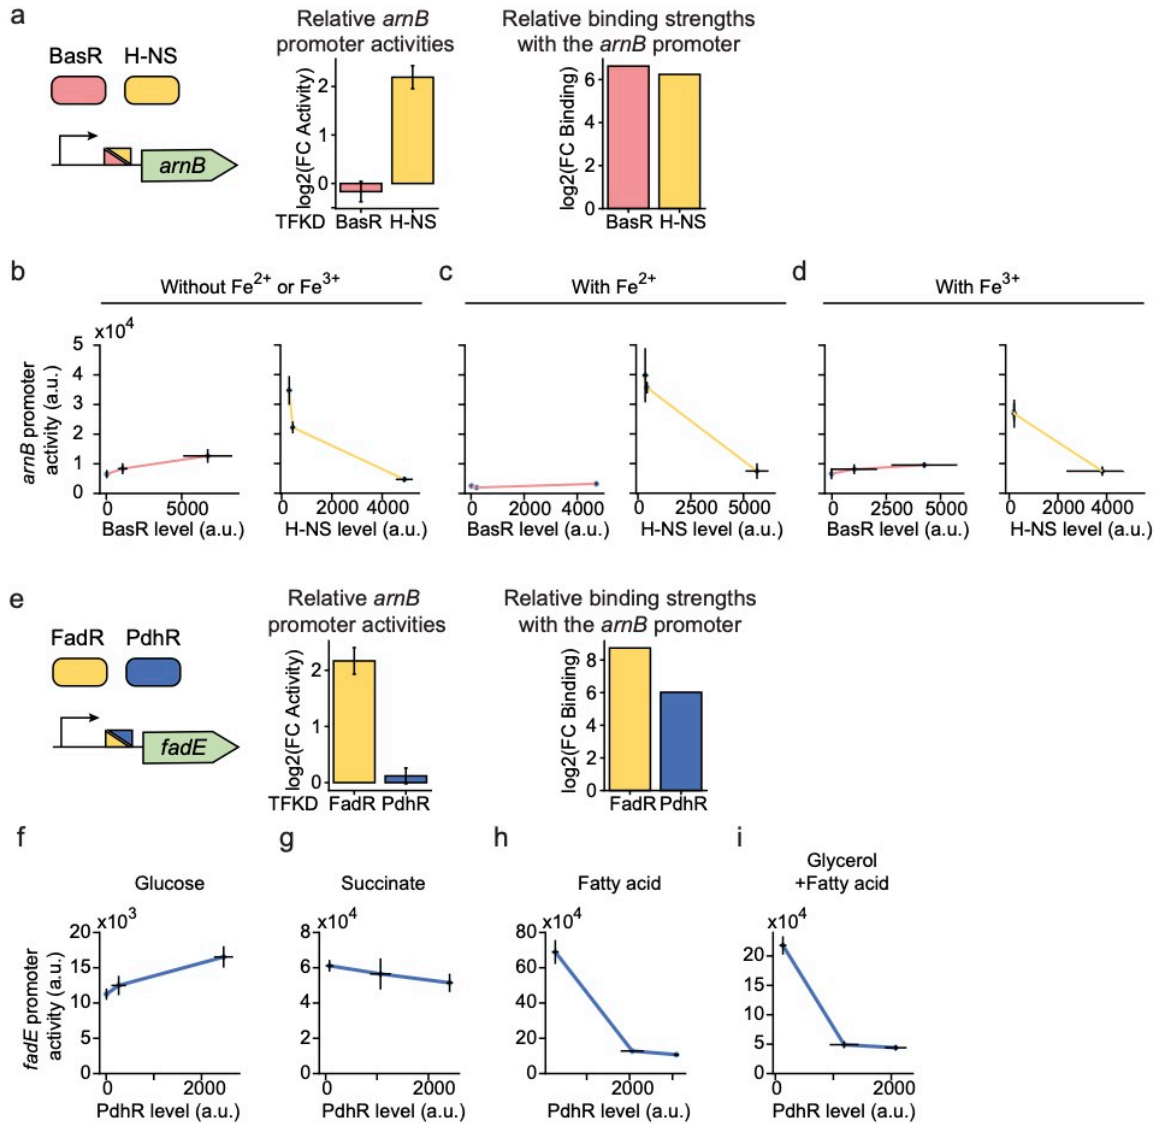 a
BasR H-NS
arnB
Relative arnB
promoter activities
log2(FC Activity)
2
1
0
TFKD BasR H-NS
Relative binding strengths
with the arnB promoter
log2(FC Binding)
6
4
2
0
BasR H-NS
b
Without Fe2+ or Fe3+
c
With Fe2+
d
With Fe3+
arnB promoter
activity (a.u.)
x10^4
5
4
3
2
1
0
0 5000
BasR level (a.u.)
0 2000 4000
H-NS level (a.u.)
0 2000 4000
BasR level (a.u.)
0 2500 5000
H-NS level (a.u.)
0 2500 5000
BasR level (a.u.)
0 2000 4000
H-NS level (a.u.)
e
FadR PdhR
fadE
Relative arnB
promoter activities
log2(FC Activity)
2
1
0
TFKD FadR PdhR
Relative binding strengths
with the arnB promoter
log2(FC Binding)
8
6
4
2
0
FadR PdhR
f
Glucose
fadE promoter
activity (a.u.)
x10^3
20
15
10
5
0
0 2000
PdhR level (a.u.)
g
Succinate
x10^4
8
6
4
2
0
0 2000
PdhR level (a.u.)
h
Fatty acid
x10^4
80
60
40
20
0
2000
PdhR level (a.u.)
i
Glycerol
+Fatty acid
x10^4
20
15
10
5
0
0 2000
PdhR level (a.u.)